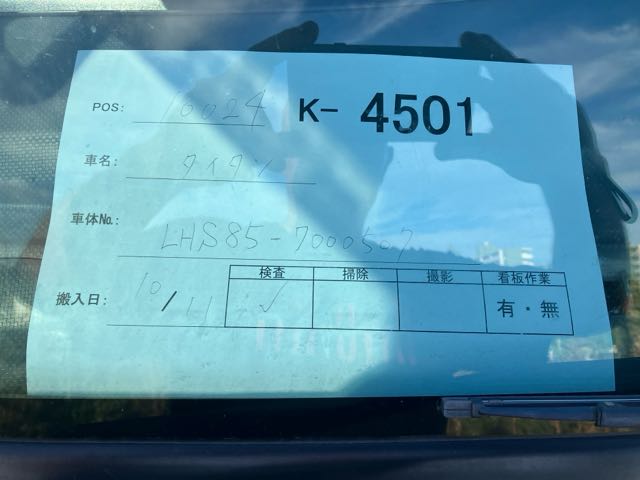 POS: 10024 K- 4501
車名: タイタン
車体No.: LHS85-7000507
検査 掃除 撮影 看板作業
搬入日: 10/11 ✓ 有・無